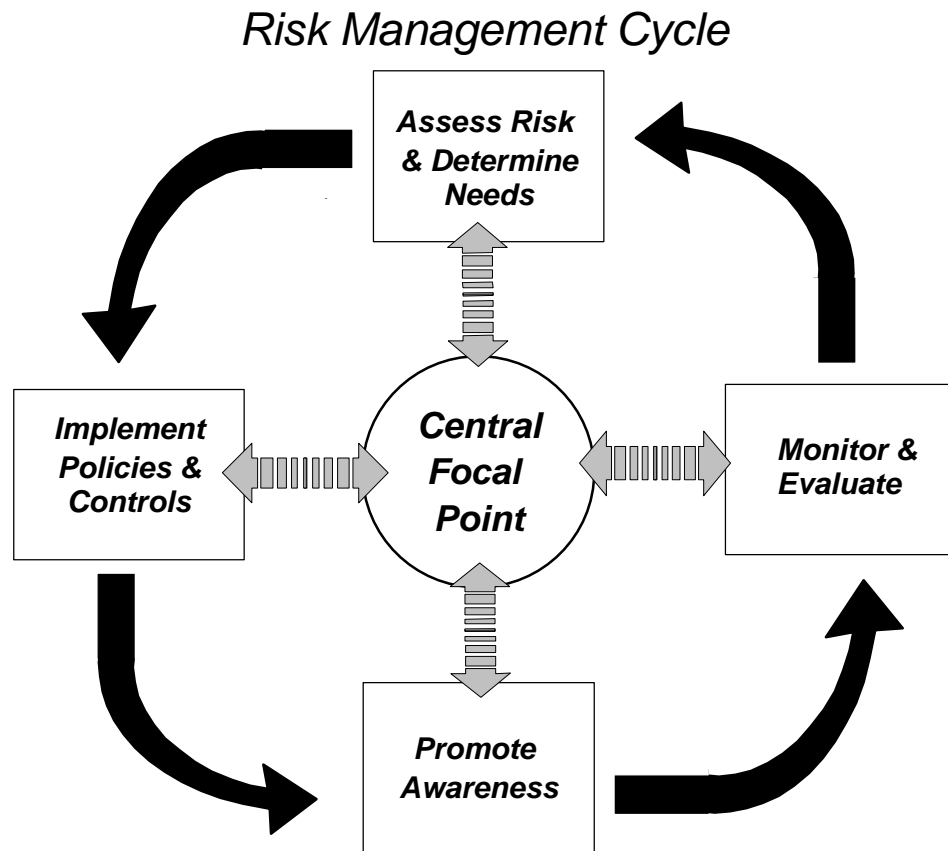 Risk Management Cycle
Assess Risk
& Determine
Needs
Implement
Policies &
Controls
Central
Focal
Point
Monitor &
Evaluate
Promote
Awareness